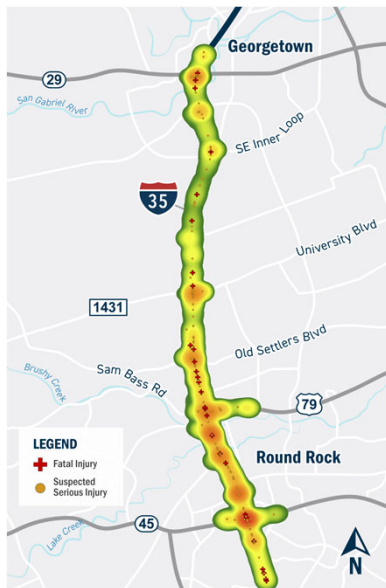 Georgetown
29
San Gabriel River
SE Inner Loop
35
University Blvd
1431
Old Settlers Blvd
Sam Bass Rd
Brushy Creek
79
LEGEND
Fatal Injury
Suspected
Serious Injury
Round Rock
45
Lake Creek
N